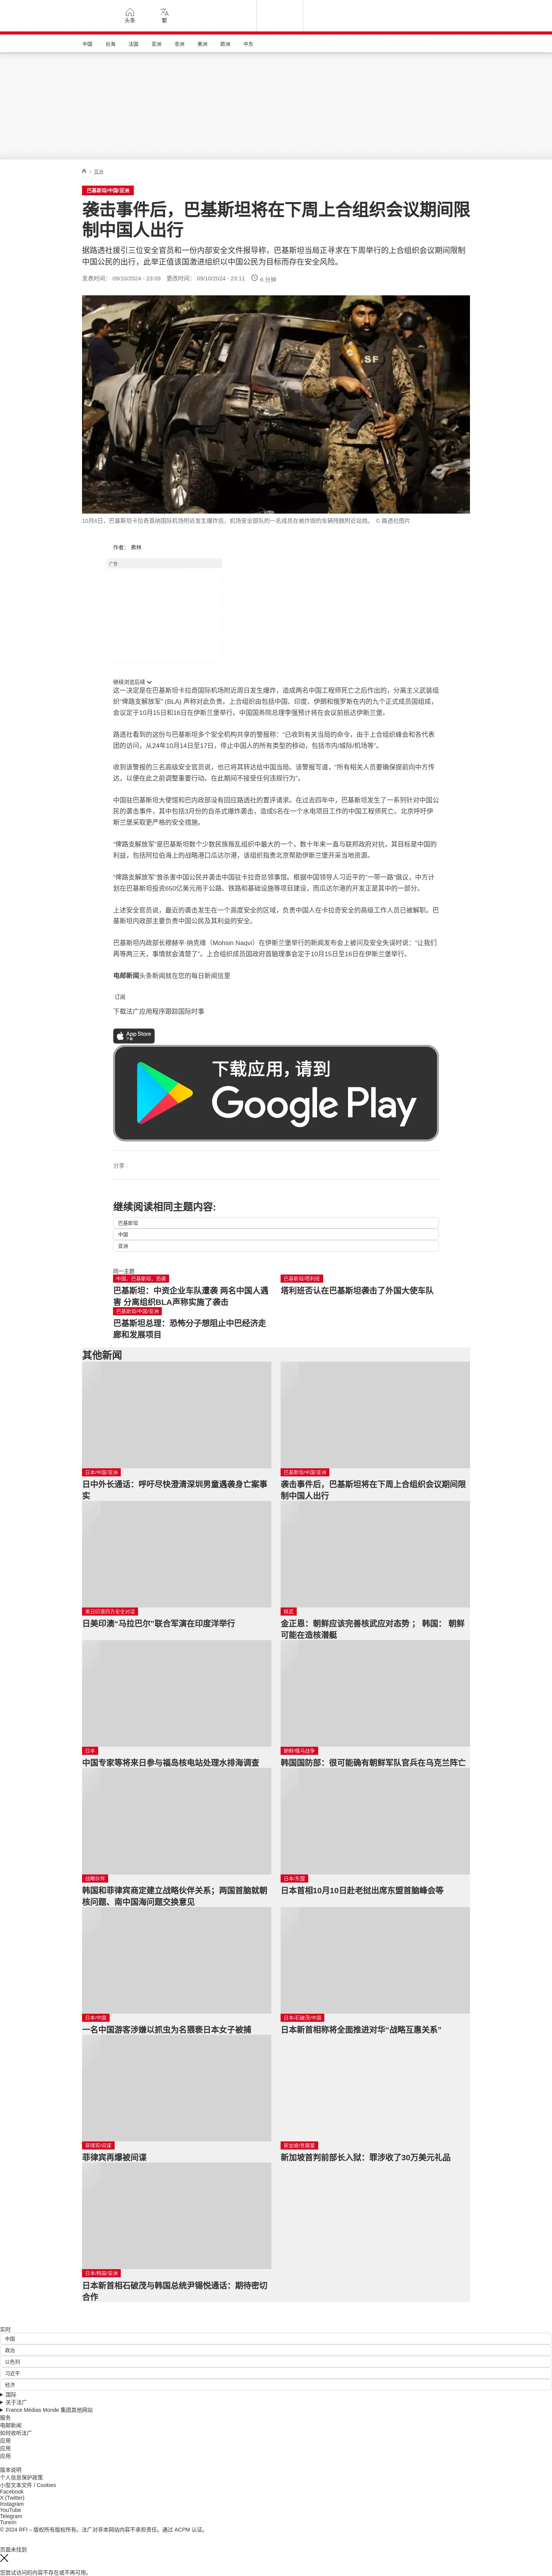 头条
繁
中国
台海
法国
亚洲
非洲
美洲
欧洲
中东
亚洲
巴基斯坦/中国/亚洲
袭击事件后，巴基斯坦将在下周上合组织会议期间限制中国人出行
据路透社援引三位安全官员和一份内部安全文件报导称，巴基斯坦当局正寻求在下周举行的上合组织会议期间限制中国公民的出行，此举正值该国激进组织以中国公民为目标而存在安全风险。
发表时间： 09/10/2024 - 23:09 更改时间： 09/10/2024 - 23:11 6 分钟
SF
10月6日，巴基斯坦卡拉奇真纳国际机场附近发生爆炸后，机场安全部队的一名成员在被炸毁的车辆残骸附近站岗。 © 路透社图片
作者： 弗林
广告
继续浏览后续
这一决定是在巴基斯坦卡拉奇国际机场附近周日发生爆炸，造成两名中国工程师死亡之后作出的，分离主义武装组织“俾路支解放军” (BLA) 声称对此负责。上合组织由包括中国、印度、伊朗和俄罗斯在内的九个正式成员国组成，会议定于10月15日和16日在伊斯兰堡举行。中国国务院总理李强预计将在会议前抵达伊斯兰堡。
路透社看到的这份与巴基斯坦多个安全机构共享的警报称：“已收到有关当局的命令，由于上合组织峰会和各代表团的访问，从24年10月14日至17日，停止中国人的所有类型的移动，包括市内/城际/机场等”。
收到该警报的三名高级安全官员说，也已将其转达给中国当局。该警报写道，“所有相关人员要确保提前向中方传达，以便在此之前调整重要行动。在此期间不接受任何违规行为”。
中国驻巴基斯坦大使馆和巴内政部没有回应路透社的置评请求。在过去四年中，巴基斯坦发生了一系列针对中国公民的袭击事件，其中包括3月份的自杀式爆炸袭击，造成5名在一个水电项目工作的中国工程师死亡。北京呼吁伊斯兰堡采取更严格的安全措施。
“俾路支解放军”是巴基斯坦数个少数民族叛乱组织中最大的一个，数十年来一直与联邦政府对抗，其目标是中国的利益，包括阿拉伯海上的战略港口瓜达尔港，该组织指责北京帮助伊斯兰堡开采当地资源。
“俾路支解放军”曾杀害中国公民并袭击中国驻卡拉奇总领事馆。根据中国领导人习近平的“一带一路”倡议，中方计划在巴基斯坦投资650亿美元用于公路、铁路和基础设施等项目建设，而瓜达尔港的开发正是其中的一部分。
上述安全官员说，最近的袭击发生在一个高度安全的区域，负责中国人在卡拉奇安全的高级工作人员已被解职。巴基斯坦内政部主要负责中国公民及其利益的安全。
巴基斯坦内政部长穆赫辛·纳克维（Mohsin Naqvi）在伊斯兰堡举行的新闻发布会上被问及安全失误时说：“让我们再等两三天，事情就会清楚了”。上合组织成员国政府首脑理事会定于10月15日至16日在伊斯兰堡举行。
电邮新闻头条新闻就在您的每日新闻信里
订阅
下载法广应用程序跟踪国际时事
App Store
下载
下载应用，请到
Google Play
分享 :
继续阅读相同主题内容:
巴基斯坦
中国
亚洲
同一主题
中国、巴基斯坦、恐袭
巴基斯坦：中资企业车队遭袭 两名中国人遇害 分离组织BLA声称实施了袭击
巴基斯坦/塔利班
塔利班否认在巴基斯坦袭击了外国大使车队
巴基斯坦/中国/亚洲
巴基斯坦总理：恐怖分子想阻止中巴经济走廊和发展项目
其他新闻
日本/中国/亚洲
日中外长通话：呼吁尽快澄清深圳男童遇袭身亡案事实
巴基斯坦/中国/亚洲
袭击事件后，巴基斯坦将在下周上合组织会议期间限制中国人出行
美日印澳四方安全对话
日美印澳“马拉巴尔”联合军演在印度洋举行
核武
金正恩：朝鲜应该完善核武应对态势 ； 韩国： 朝鲜可能在造核潜艇
日本
中国专家等将来日参与福岛核电站处理水排海调查
朝鲜/俄乌战争
韩国国防部：很可能确有朝鲜军队官兵在乌克兰阵亡
战略伙伴
韩国和菲律宾商定建立战略伙伴关系；两国首脑就朝核问题、南中国海问题交换意见
日本/东盟
日本首相10月10日赴老挝出席东盟首脑峰会等
日本/中国
一名中国游客涉嫌以抓虫为名猥亵日本女子被捕
日本/石破茂/中国
日本新首相称将全面推进对华“战略互惠关系”
菲律宾/间谍
菲律宾再爆被间谍
新加坡/贪腐案
新加坡首判前部长入狱：罪涉收了30万美元礼品
日本/韩国/亚洲
日本新首相石破茂与韩国总统尹锡悦通话：期待密切合作
实时
中国
政治
以色列
习近平
经济
国际
关于法广
France Médias Monde 集团其他网站
服务
电邮新闻
如何收听法广
应用
应用
应用
版本说明
个人信息保护政策
小型文本文件 / Cookies
Facebook
X (Twitter)
Instagram
YouTube
Telegram
TuneIn
© 2024 RFI – 版权所有版权所有。法广对非本网站内容不承担责任。通过 ACPM 认证。
页面未找到
您尝试访问的内容不存在或不再可用。